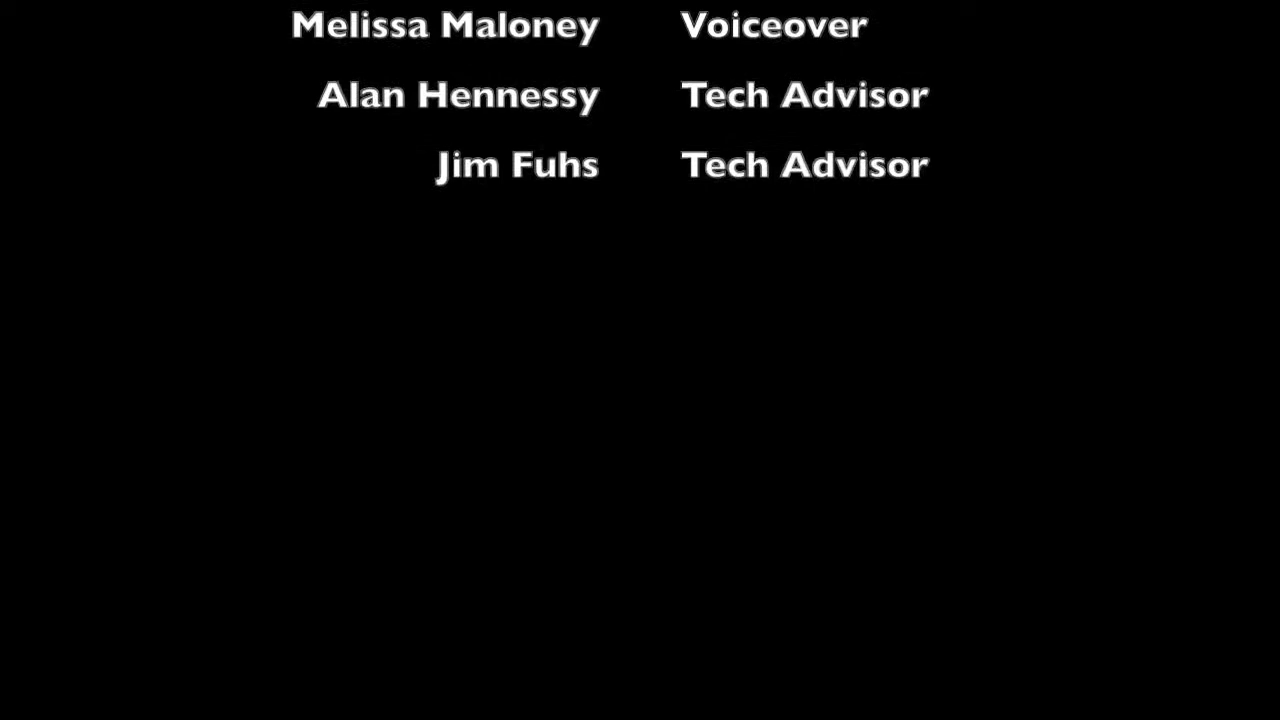 Melissa Maloney Voiceover
Alan Hennessy Tech Advisor
Jim Fuhs Tech Advisor